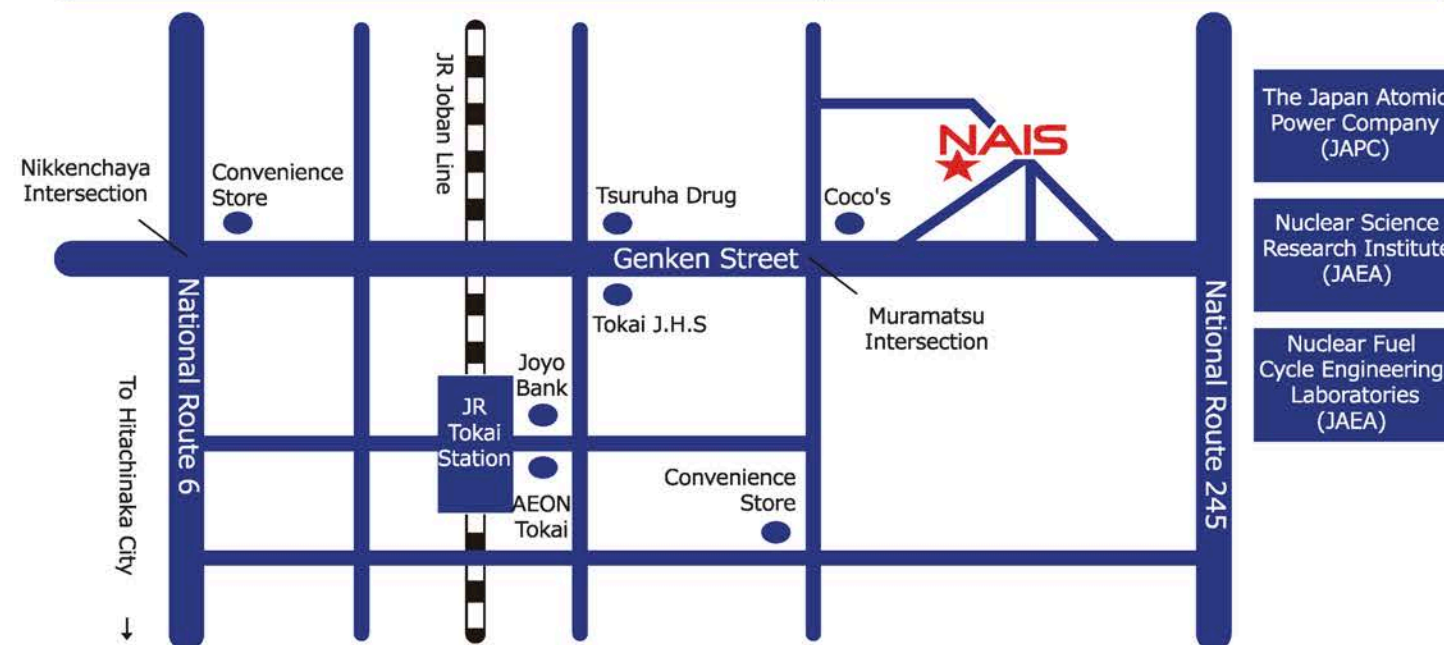 JR Joban Line
The Japan Atomic
Power Company
(JAPC)
NAIS
Nikkenchaya
Intersection
Convenience
Store
Tsuruha Drug
Coco's
Nuclear Science
Research Institute
(JAEA)
Genken Street
National Route 6
National Route 245
Tokai J.H.S
Muramatsu
Intersection
Nuclear Fuel
Cycle Engineering
Laboratories
(JAEA)
Joyo
Bank
To Hitachinaka City
JR
Tokai
Station
AEON
Tokai
Convenience
Store